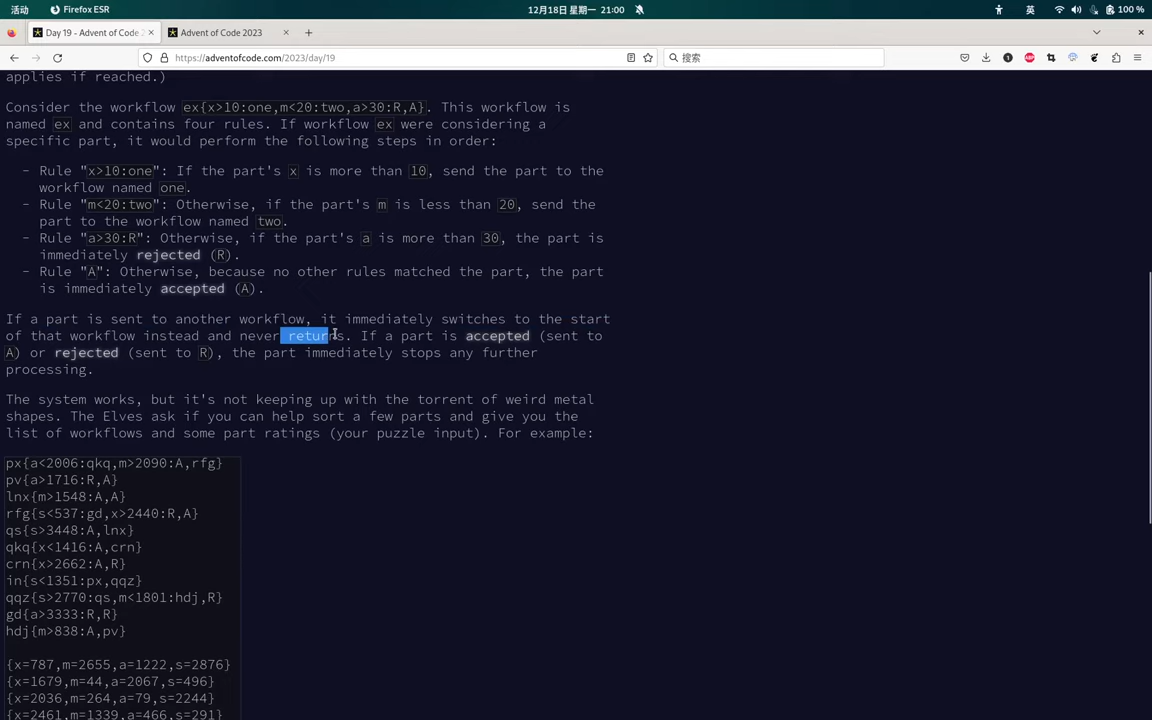 活动
Firefox ESR
12月18日 星期一 21:00
英
100 %
Day 19 - Advent of Code 2
Advent of Code 2023
https://adventofcode.com/2023/day/19
搜索
applies if reached.)
Consider the workflow ex{x>10:one,m<20:two,a>30:R,A}. This workflow is
named ex and contains four rules. If workflow ex were considering a
specific part, it would perform the following steps in order:
- Rule "x>10:one": If the part's x is more than 10, send the part to the
workflow named one.
- Rule "m<20:two": Otherwise, if the part's m is less than 20, send the
part to the workflow named two.
- Rule "a>30:R": Otherwise, if the part's a is more than 30, the part is
immediately rejected (R).
- Rule "A": Otherwise, because no other rules matched the part, the part
is immediately accepted (A).
If a part is sent to another workflow, it immediately switches to the start
of that workflow instead and never returns. If a part is accepted (sent to
A) or rejected (sent to R), the part immediately stops any further
processing.
The system works, but it's not keeping up with the torrent of weird metal
shapes. The Elves ask if you can help sort a few parts and give you the
list of workflows and some part ratings (your puzzle input). For example:
px{a<2006:qkq,m>2090:A,rfg}
pv{a>1716:R,A}
lnx{m>1548:A,A}
rfg{s<537:gd,x>2440:R,A}
qs{s>3448:A,lnx}
qkq{x<1416:A,crn}
crn{x>2662:A,R}
in{s<1351:px,qqz}
qqz{s>2770:qs,m<1801:hdj,R}
gd{a>3333:R,R}
hdj{m>838:A,pv}
{x=787,m=2655,a=1222,s=2876}
{x=1679,m=44,a=2067,s=496}
{x=2036,m=264,a=79,s=2244}
{x=2461,m=1339,a=466,s=291}